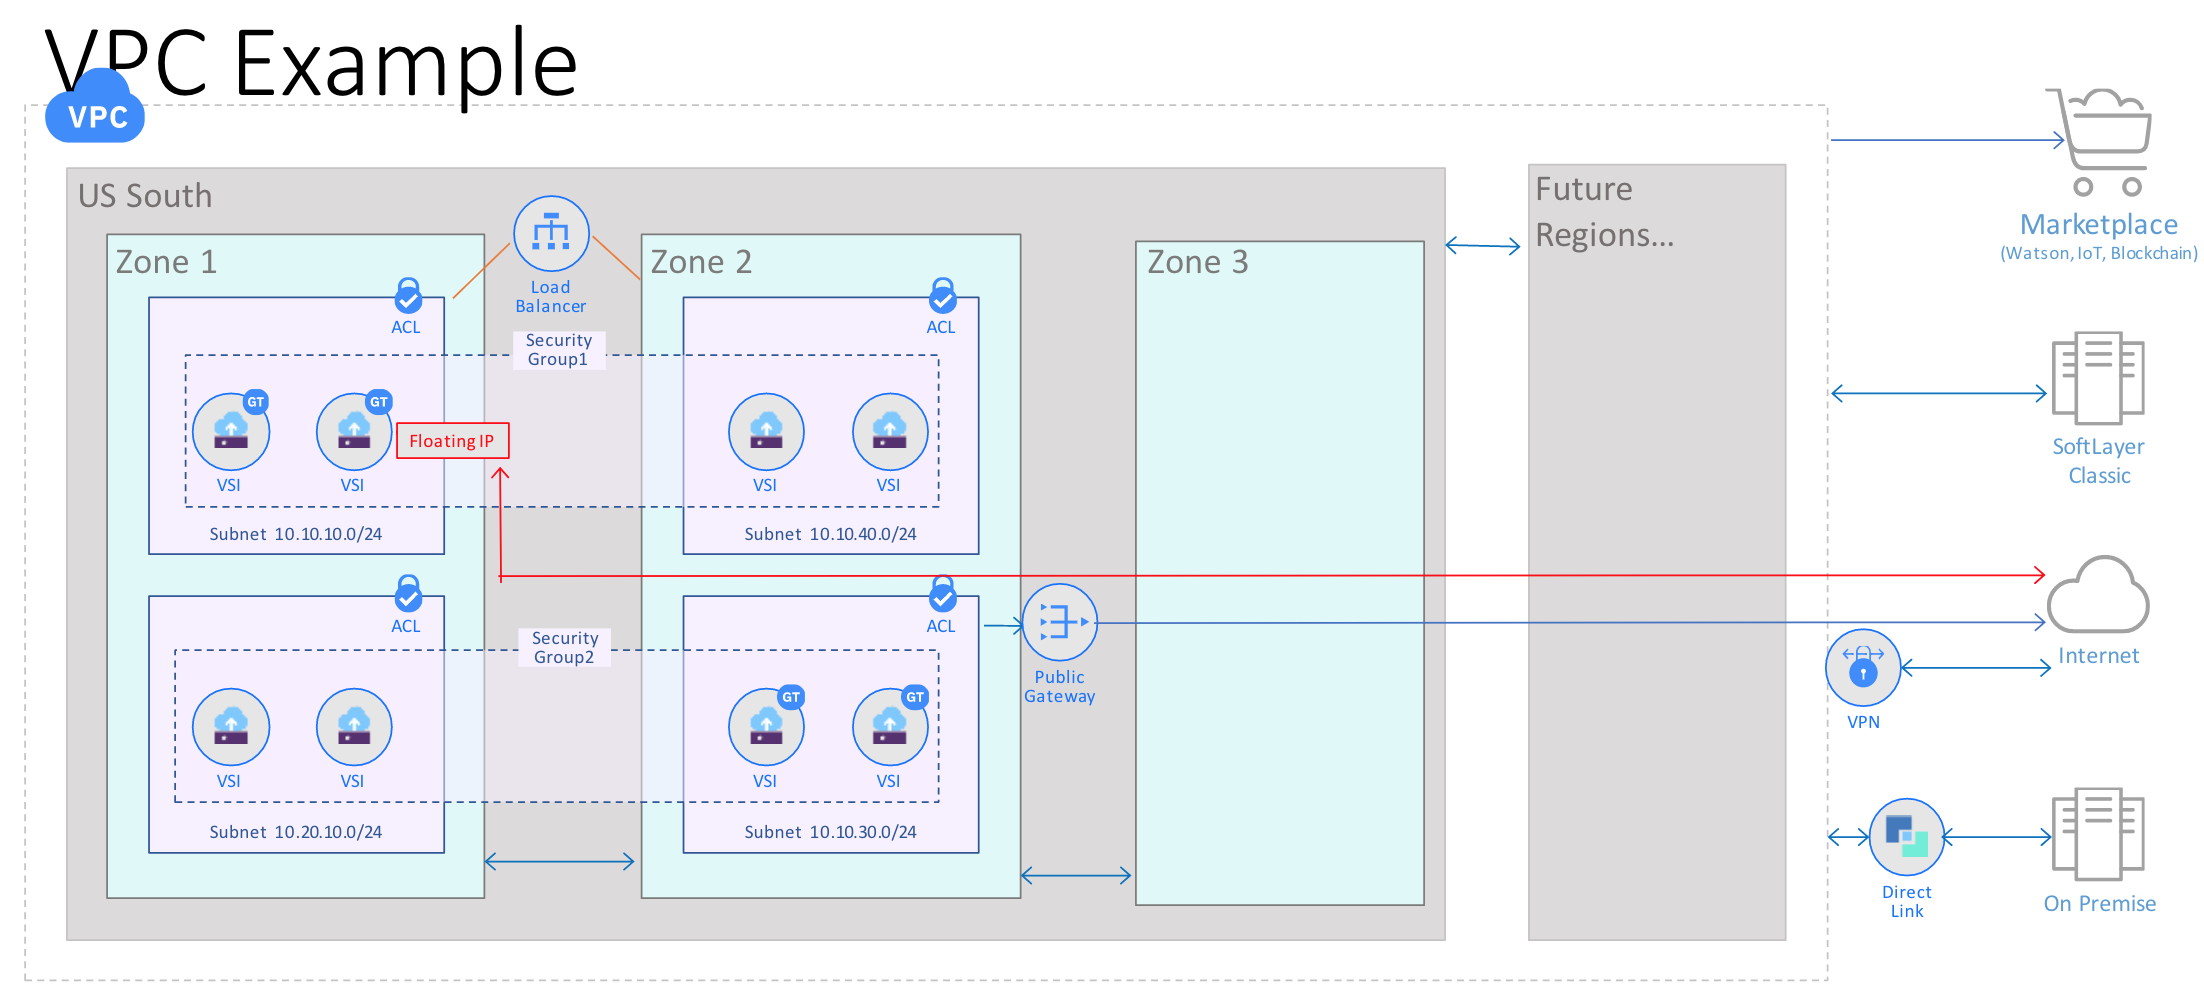 VPC Example
VPC
US South
Zone 1
ACL
Load
Balancer
Zone 2
ACL
Zone 3
Future
Regions...
Security
Group1
GT
GT
Floating IP
VSI
VSI
VSI
VSI
Subnet 10.10.10.0/24
Subnet 10.10.40.0/24
ACL
ACL
Security
Group2
GT
GT
VSI
VSI
VSI
VSI
Subnet 10.20.10.0/24
Subnet 10.10.30.0/24
Public
Gateway
Marketplace
(Watson, IoT, Blockchain)
SoftLayer
Classic
Internet
VPN
Direct
Link
On Premise